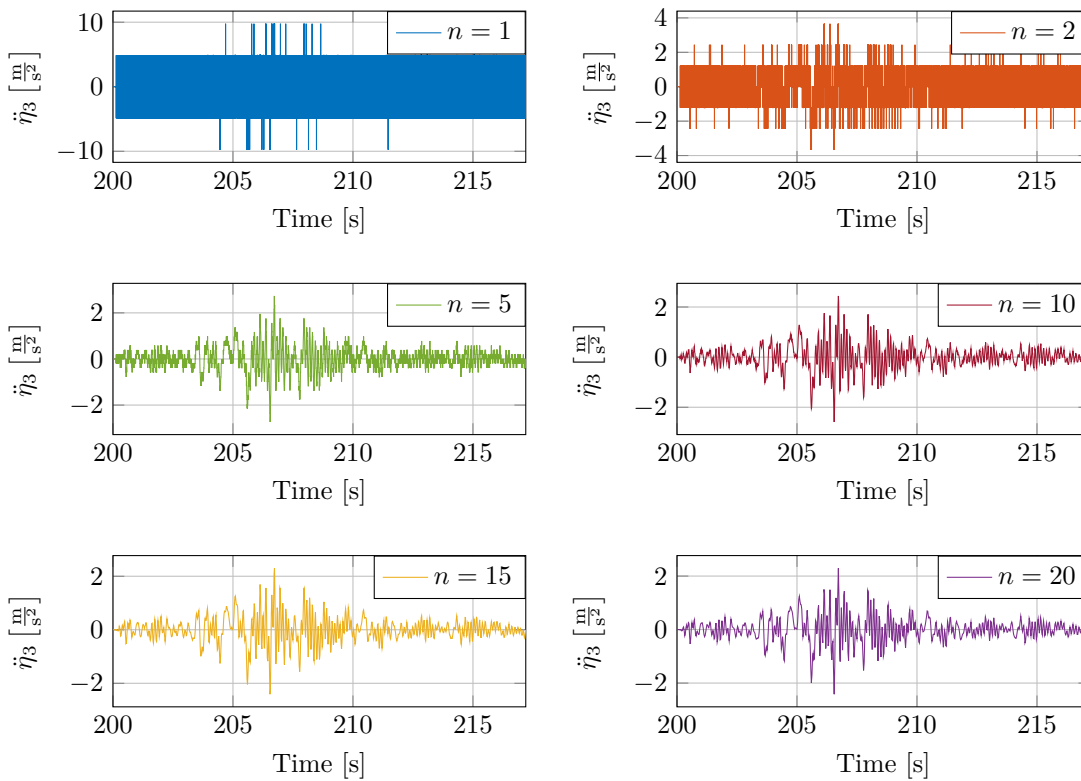 n = 1
10
0
−10
η̈₃ [m/s²]
200 205 210 215
Time [s]
n = 2
4
2
0
−2
−4
η̈₃ [m/s²]
200 205 210 215
Time [s]
n = 5
2
0
−2
η̈₃ [m/s²]
200 205 210 215
Time [s]
n = 10
2
0
−2
η̈₃ [m/s²]
200 205 210 215
Time [s]
n = 15
2
0
−2
η̈₃ [m/s²]
200 205 210 215
Time [s]
n = 20
2
0
−2
η̈₃ [m/s²]
200 205 210 215
Time [s]